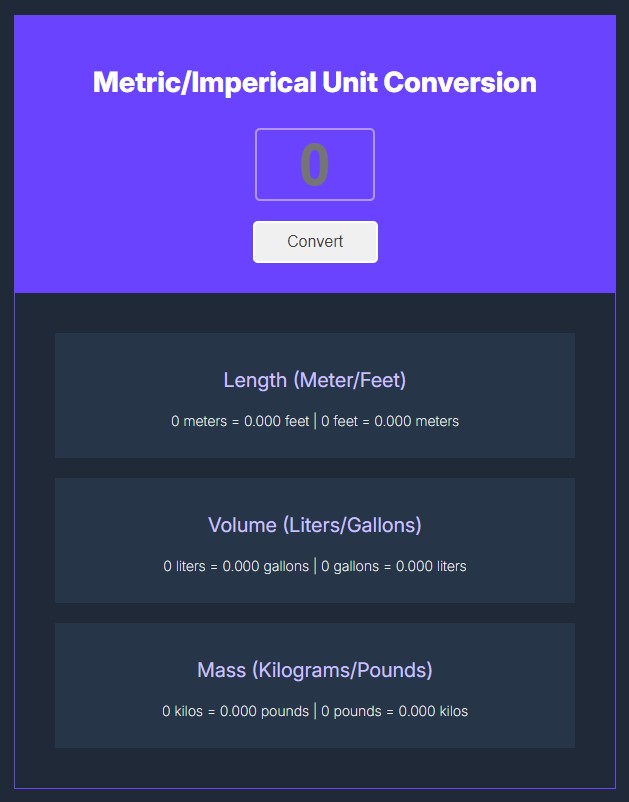 Metric/Imperical Unit Conversion
0
Convert
Length (Meter/Feet)
0 meters = 0.000 feet | 0 feet = 0.000 meters
Volume (Liters/Gallons)
0 liters = 0.000 gallons | 0 gallons = 0.000 liters
Mass (Kilograms/Pounds)
0 kilos = 0.000 pounds | 0 pounds = 0.000 kilos